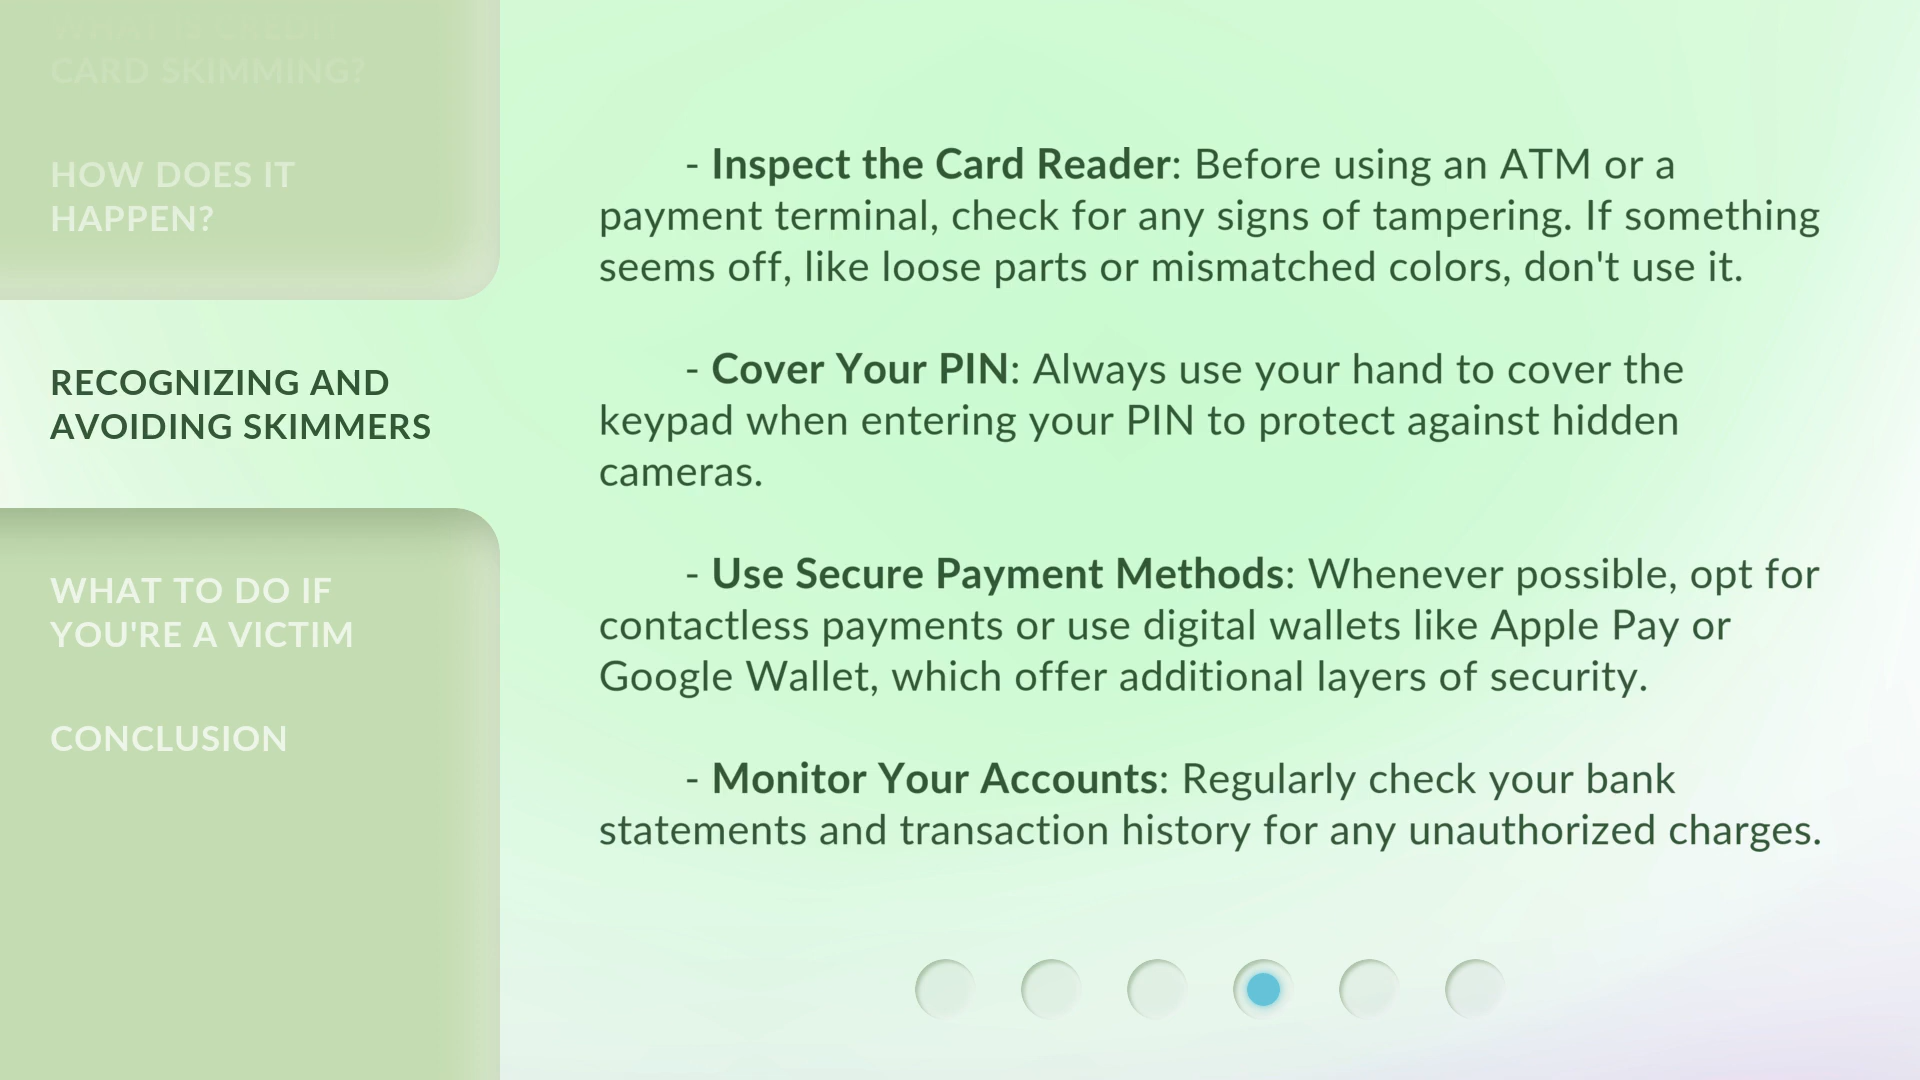 WHAT IS CREDIT
CARD SKIMMING?
HOW DOES IT
HAPPEN?
RECOGNIZING AND
AVOIDING SKIMMERS
WHAT TO DO IF
YOU'RE A VICTIM
CONCLUSION
- Inspect the Card Reader: Before using an ATM or a
payment terminal, check for any signs of tampering. If something
seems off, like loose parts or mismatched colors, don't use it.
- Cover Your PIN: Always use your hand to cover the
keypad when entering your PIN to protect against hidden
cameras.
- Use Secure Payment Methods: Whenever possible, opt for
contactless payments or use digital wallets like Apple Pay or
Google Wallet, which offer additional layers of security.
- Monitor Your Accounts: Regularly check your bank
statements and transaction history for any unauthorized charges.